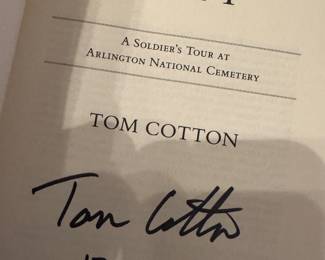 A SOLDIER'S TOUR AT
ARLINGTON NATIONAL CEMETERY
TOM COTTON
Tom Cotton